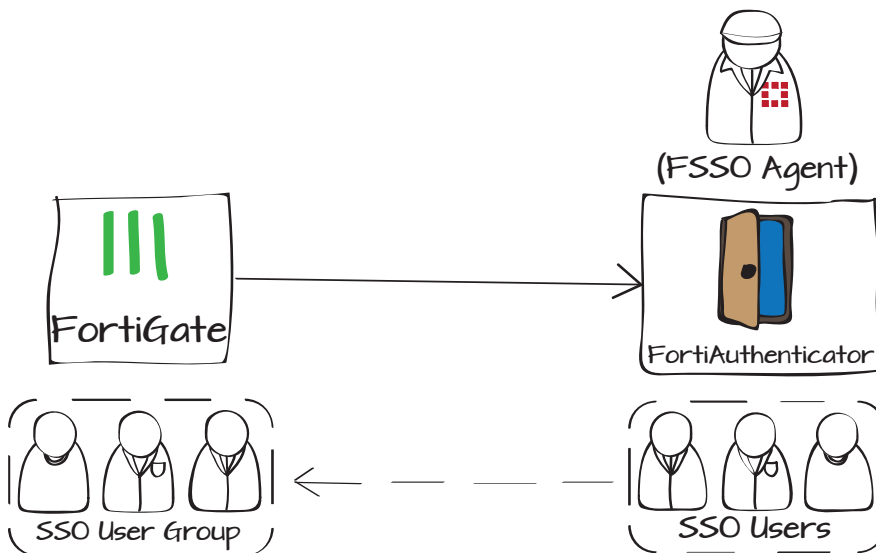 (FSSO Agent)
FortiGate
FortiAuthenticator
SSO User Group
SSO Users